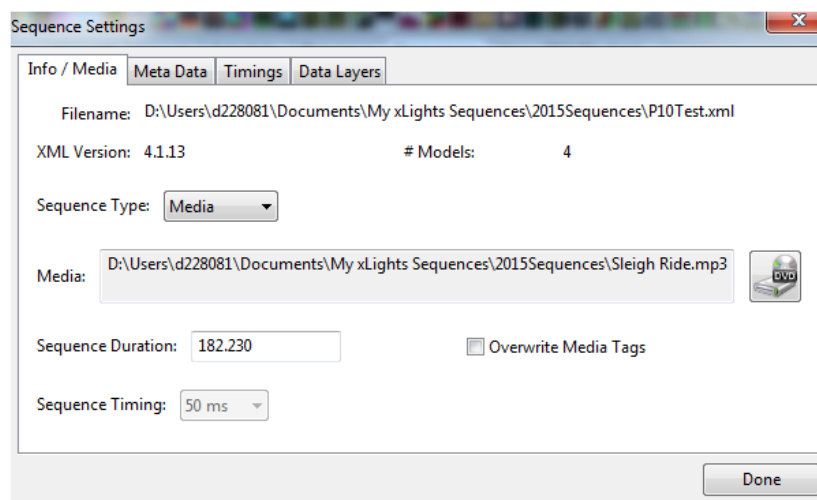 Sequence Settings
x
Info / Media Meta Data Timings Data Layers
Filename: D:\Users\d228081\Documents\My xLights Sequences\2015Sequences\P10Test.xml
XML Version: 4.1.13 # Models: 4
Sequence Type: Media
Media: D:\Users\d228081\Documents\My xLights Sequences\2015Sequences\Sleigh Ride.mp3
DVD
Sequence Duration: 182.230 Overwrite Media Tags
Sequence Timing: 50 ms
Done